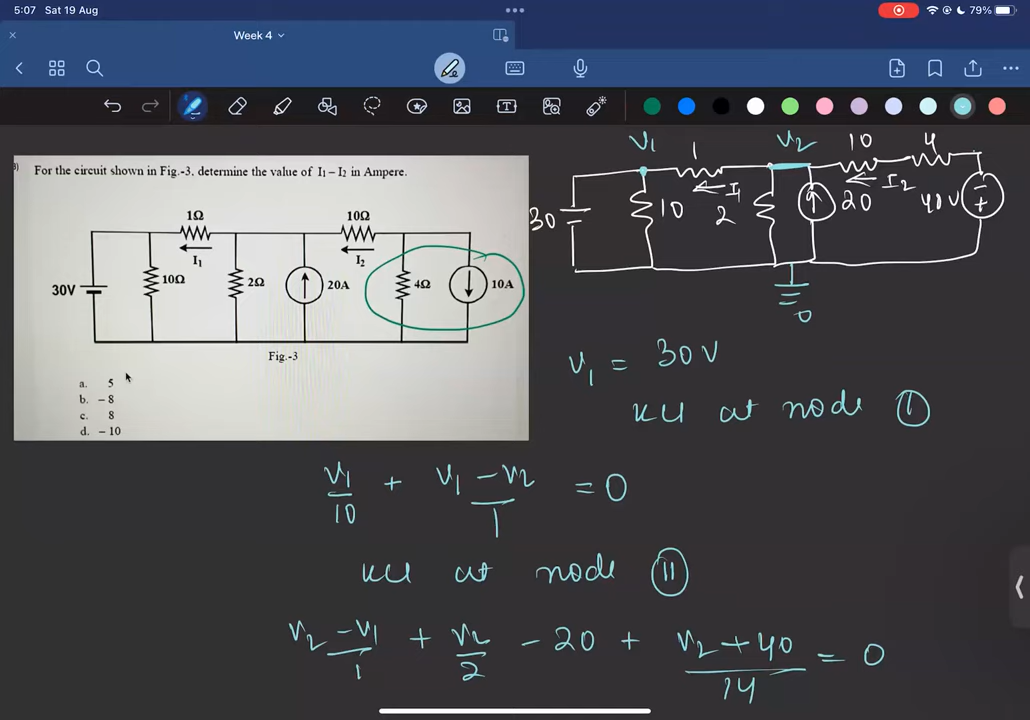 5:07 Sat 19 Aug
79%
Week 4
For the circuit shown in Fig.-3, determine the value of I₁ – I₂ in Ampere.
1Ω
10Ω
I₁
I₂
30V
10Ω
2Ω
20A
4Ω
10A
Fig.-3
a. 5
b. – 8
c. 8
d. – 10
V₁
V₂
1
10
4
I₁
I₂
30
10
2
20
40V
0
V₁ = 30V
KCL at node (I)
V₁/10 + V₁ - V₂/1 = 0
KCL at node (II)
V₂ - V₁/1 + V₂/2 - 20 + V₂ + 40/14 = 0